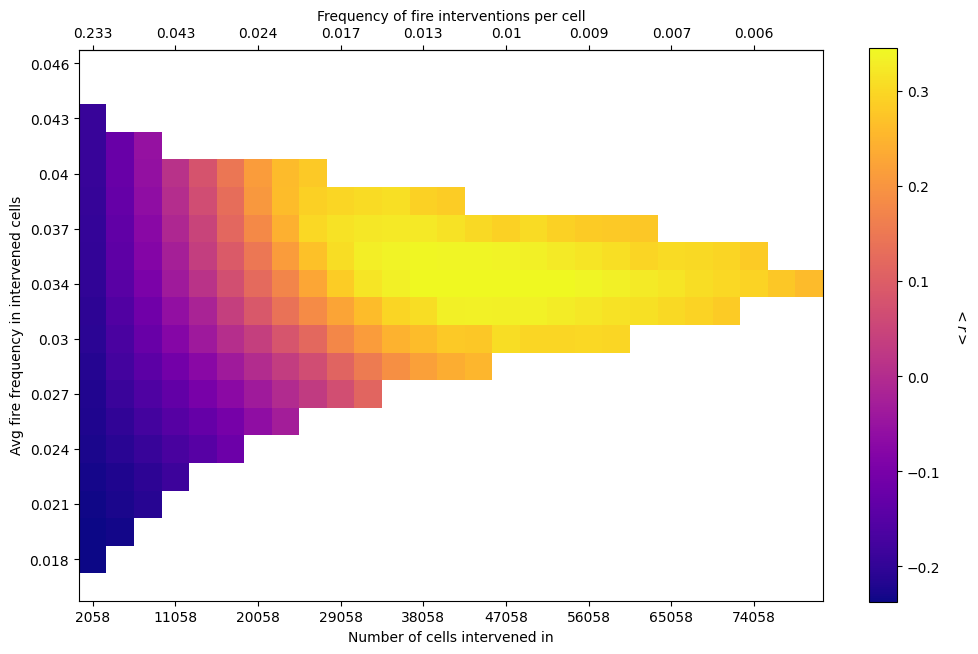 Frequency of fire interventions per cell
0.233 0.043 0.024 0.017 0.013 0.01 0.009 0.007 0.006
Avg fire frequency in intervened cells
0.046
0.043
0.04
0.037
0.034
0.03
0.027
0.024
0.021
0.018
2058 11058 20058 29058 38058 47058 56058 65058 74058
Number of cells intervened in
0.3
0.2
0.1
0.0
−0.1
−0.2
< r >